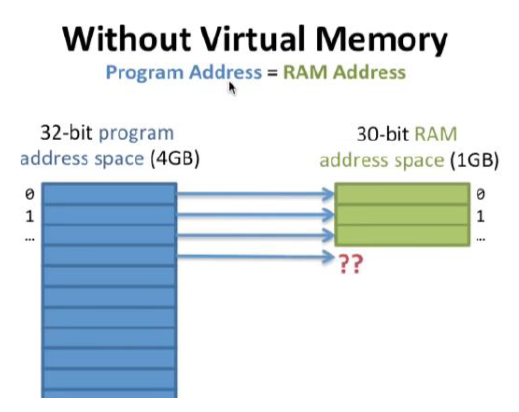 Without Virtual Memory
Program Address = RAM Address
32-bit program
address space (4GB)
30-bit RAM
address space (1GB)
0
1
...
0
1
...
??